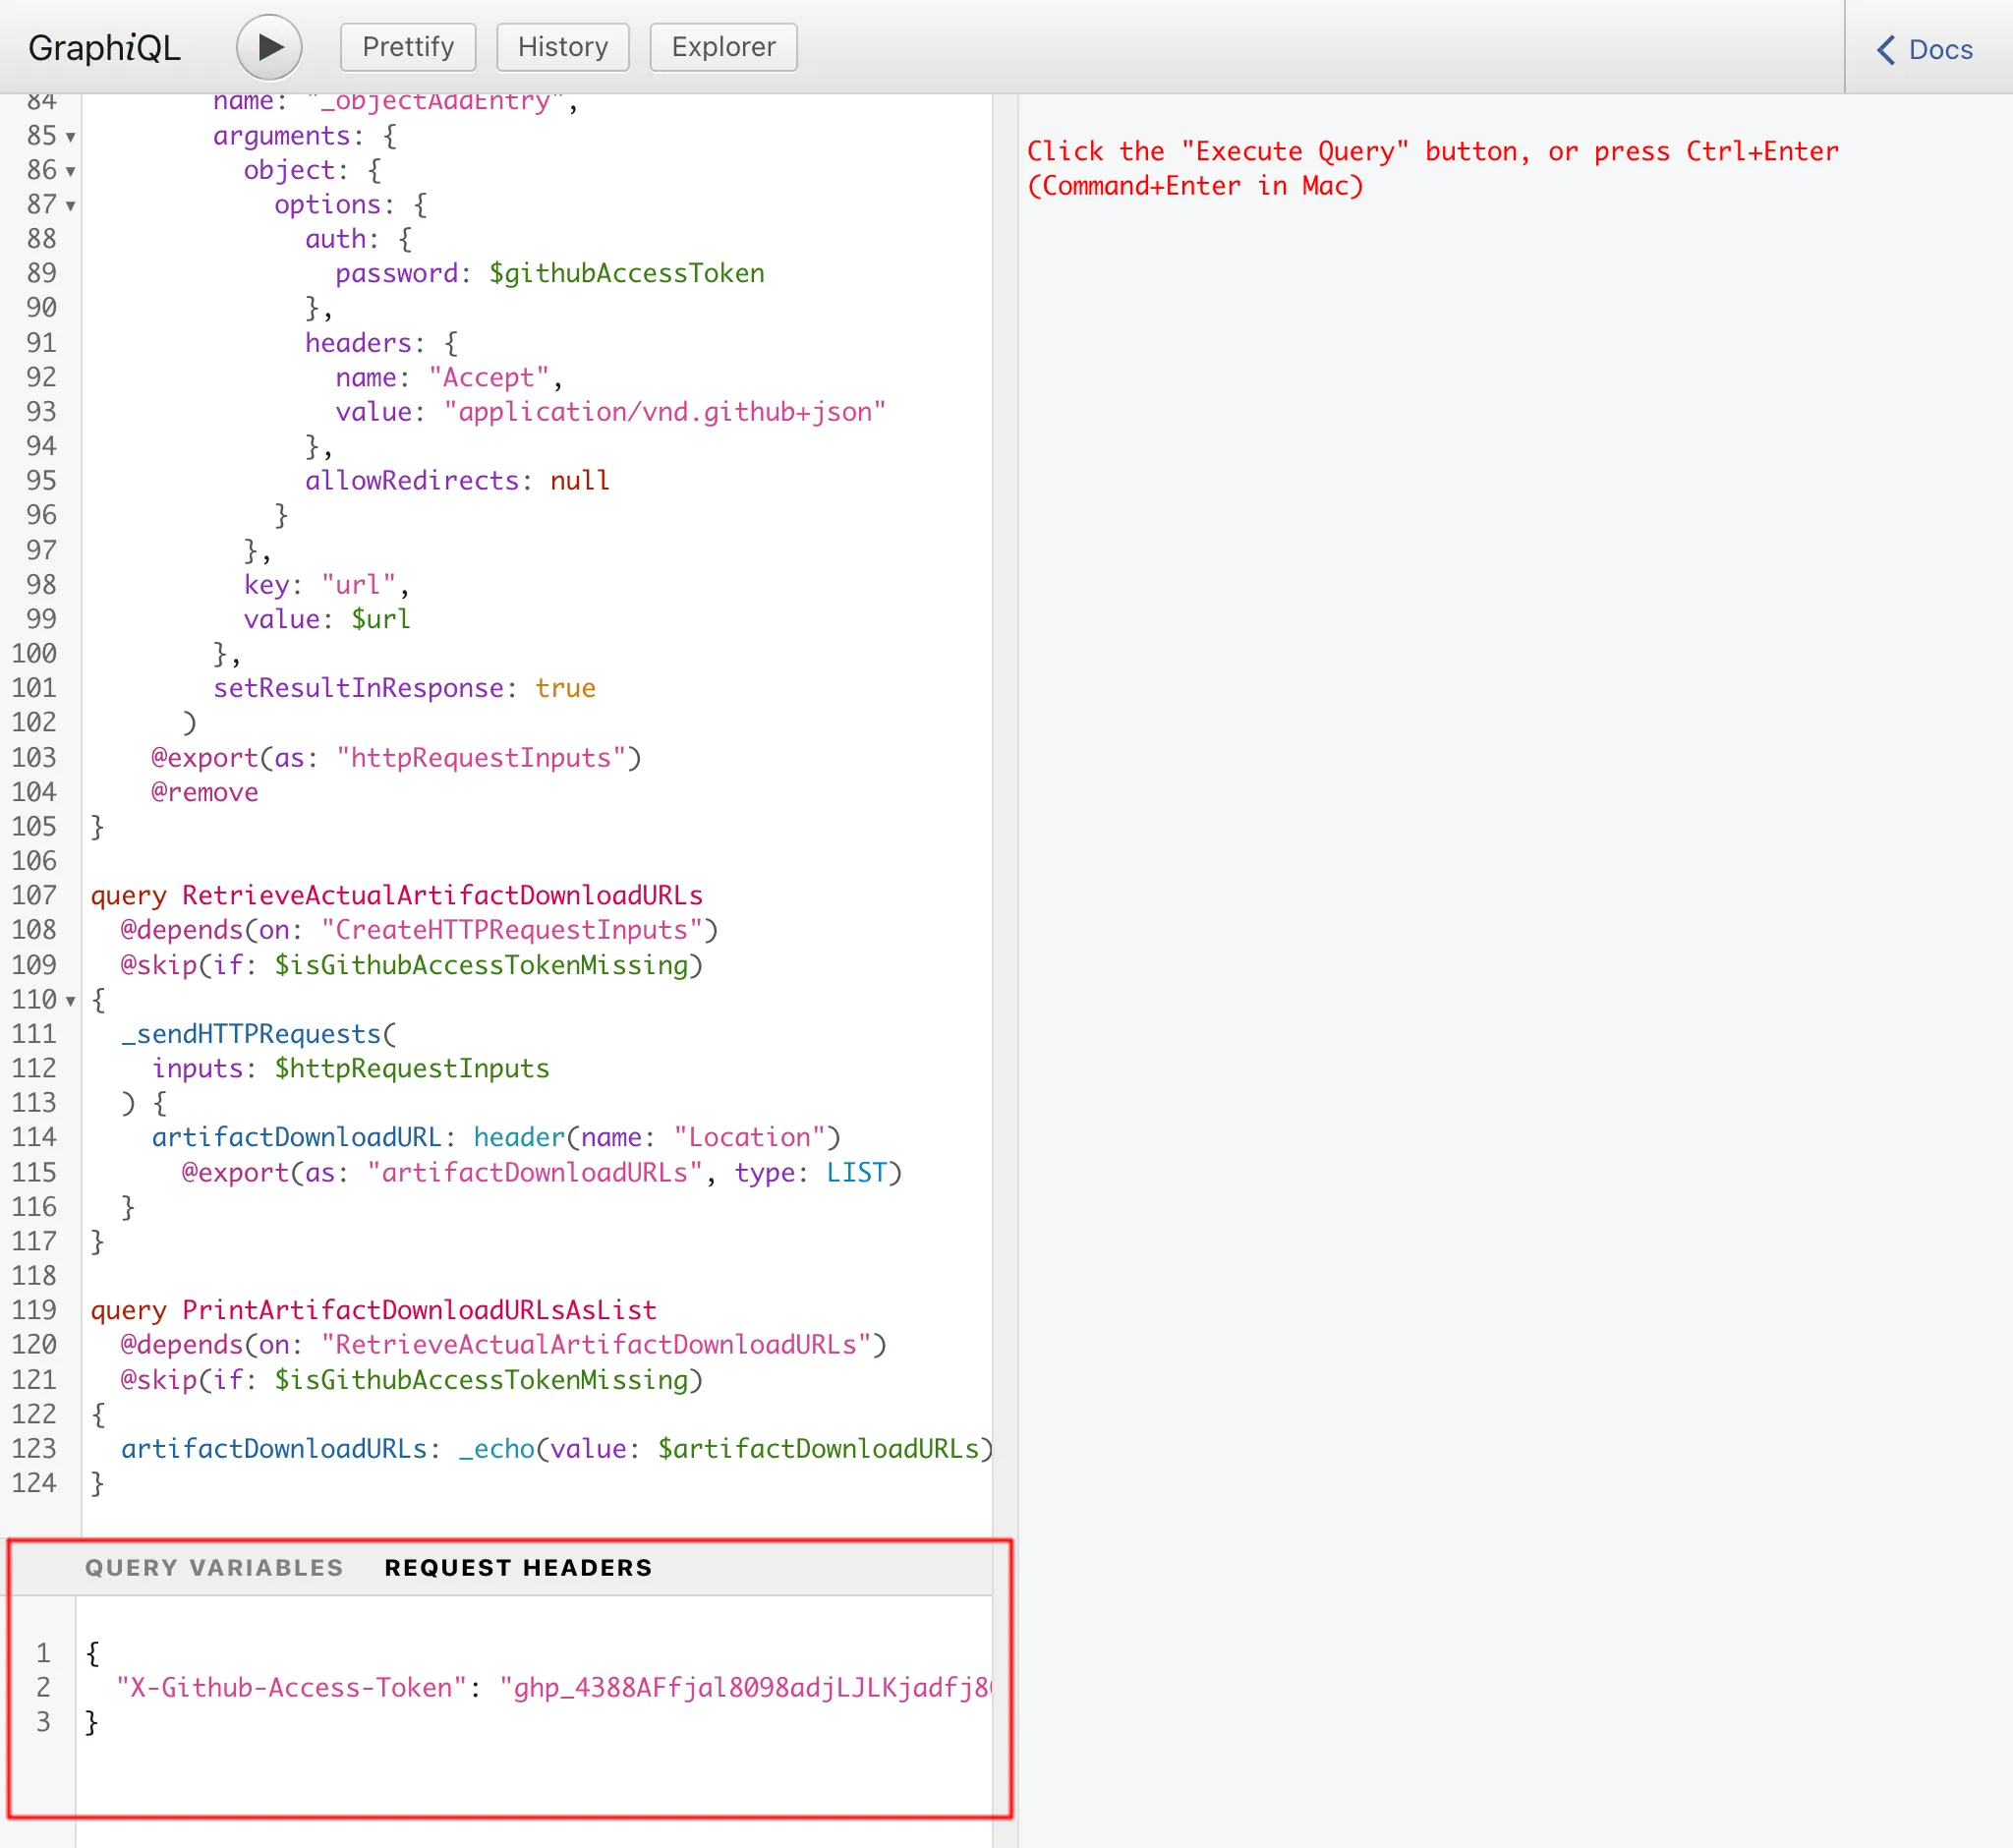 GraphiQL
Prettify
History
Explorer
Docs
84 name: "_objectAddEntry",
85 arguments: {
86 object: {
87 options: {
88 auth: {
89 password: $githubAccessToken
90 },
91 headers: {
92 name: "Accept",
93 value: "application/vnd.github+json"
94 },
95 allowRedirects: null
96 }
97 },
98 key: "url",
99 value: $url
100 },
101 setResultInResponse: true
102 )
103 @export(as: "httpRequestInputs")
104 @remove
105 }
106
107 query RetrieveActualArtifactDownloadURLs
108 @depends(on: "CreateHTTPRequestInputs")
109 @skip(if: $isGithubAccessTokenMissing)
110 {
111 _sendHTTPRequests(
112 inputs: $httpRequestInputs
113 ) {
114 artifactDownloadURL: header(name: "Location")
115 @export(as: "artifactDownloadURLs", type: LIST)
116 }
117 }
118
119 query PrintArtifactDownloadURLsAsList
120 @depends(on: "RetrieveActualArtifactDownloadURLs")
121 @skip(if: $isGithubAccessTokenMissing)
122 {
123 artifactDownloadURLs: _echo(value: $artifactDownloadURLs)
124 }
QUERY VARIABLES REQUEST HEADERS
1 {
2 "X-Github-Access-Token": "ghp_4388AFfjal8098adjLJLKjadfj8
3 }
Click the "Execute Query" button, or press Ctrl+Enter
(Command+Enter in Mac)